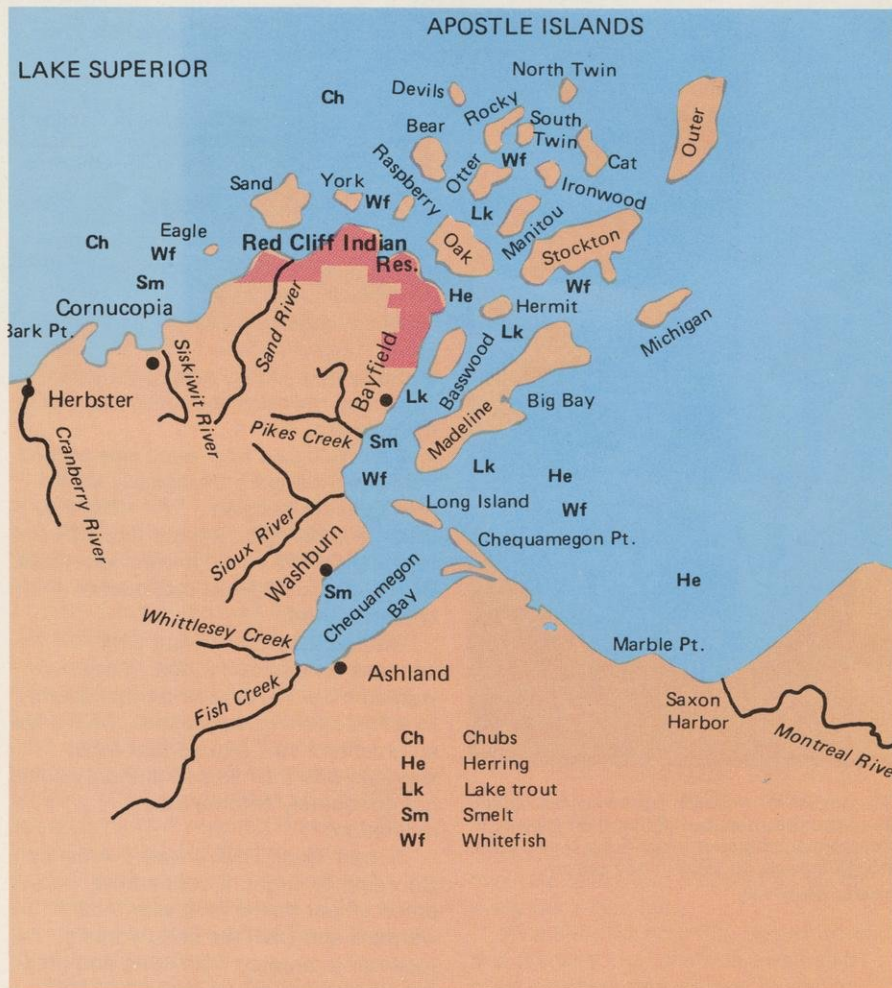 APOSTLE ISLANDS
LAKE SUPERIOR
North Twin
Devils
Ch
Rocky
South
Twin
Outer
Bear
Wf
Cat
Raspberry
Otter
Ironwood
Sand
York
Wf
Lk
Manitou
Eagle
Ch
Wf
Red Cliff Indian
Res.
Oak
Stockton
Sm
Wf
Cornucopia
He
Hermit
Michigan
Bark Pt.
Lk
Siskiwit River
Sand River
Bayfield
Basswood
Herbster
Lk
Madeline
Big Bay
Cranberry River
Pikes Creek
Sm
Lk
He
Wf
Long Island
Wf
Sioux River
Chequamegon Pt.
Washburn
Sm
Chequamegon
Bay
He
Whittlesey Creek
Marble Pt.
Ashland
Fish Creek
Saxon
Harbor
Montreal Rive
Ch Chubs
He Herring
Lk Lake trout
Sm Smelt
Wf Whitefish